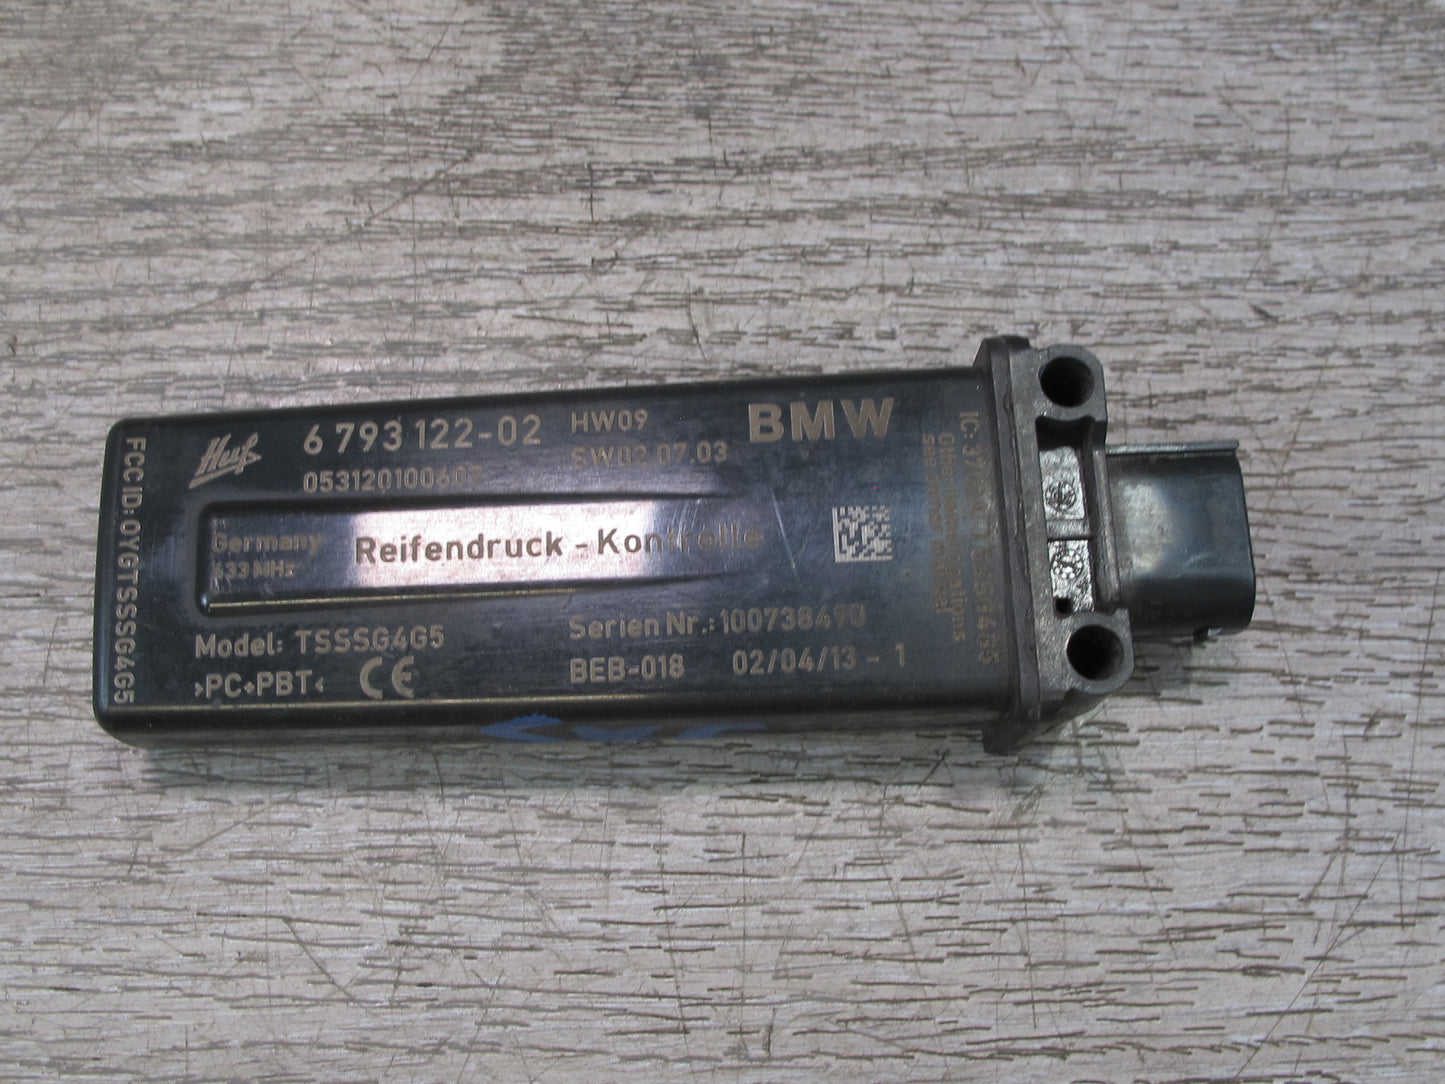 Huf 6 793 122-02 HW09 BMW
053120100607 SW02.07.03
Germany
433 MHz
Reifendruck - Kontrolle
Model: TSSSG4G5 Serien Nr.: 100738490
>PC+PBT< CE BEB-018 02/04/13 - 1
FCC ID: OYGTSSSG4G5